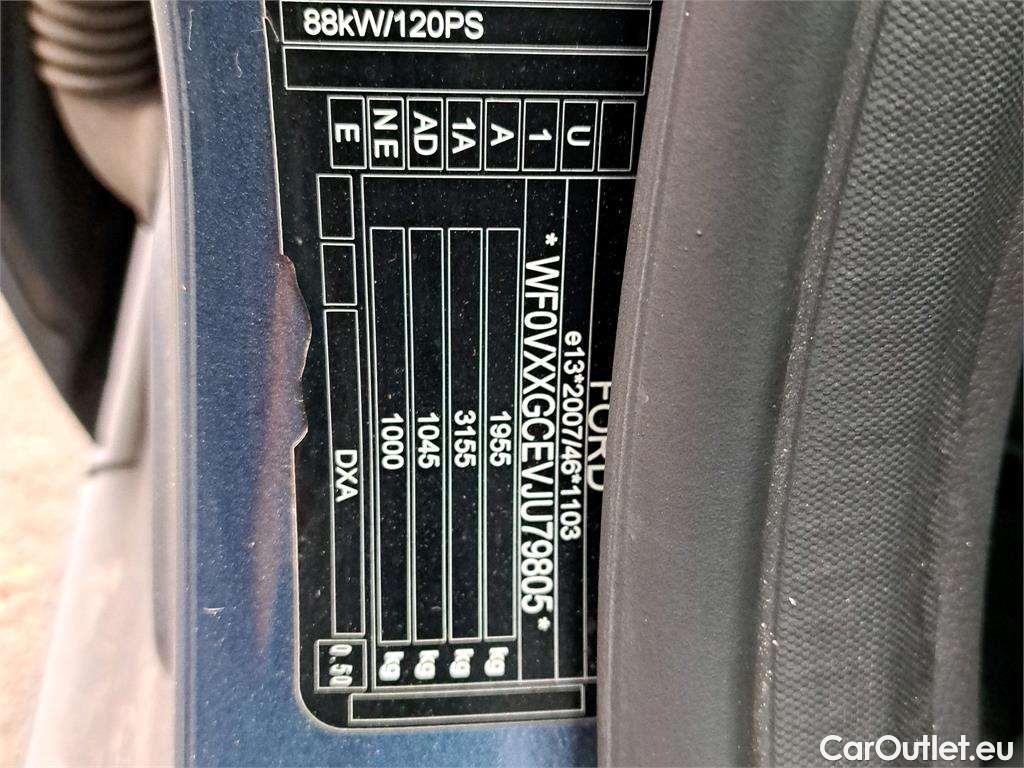 88kW/120PS
FORD
e13*2007/46*1103
* WF0VXXGCEVJU79805 *
U
1
A
1A
AD
NE
E
1955 kg
3155 kg
1045 kg
1000 kg
DXA
0.50
CarOutlet.eu